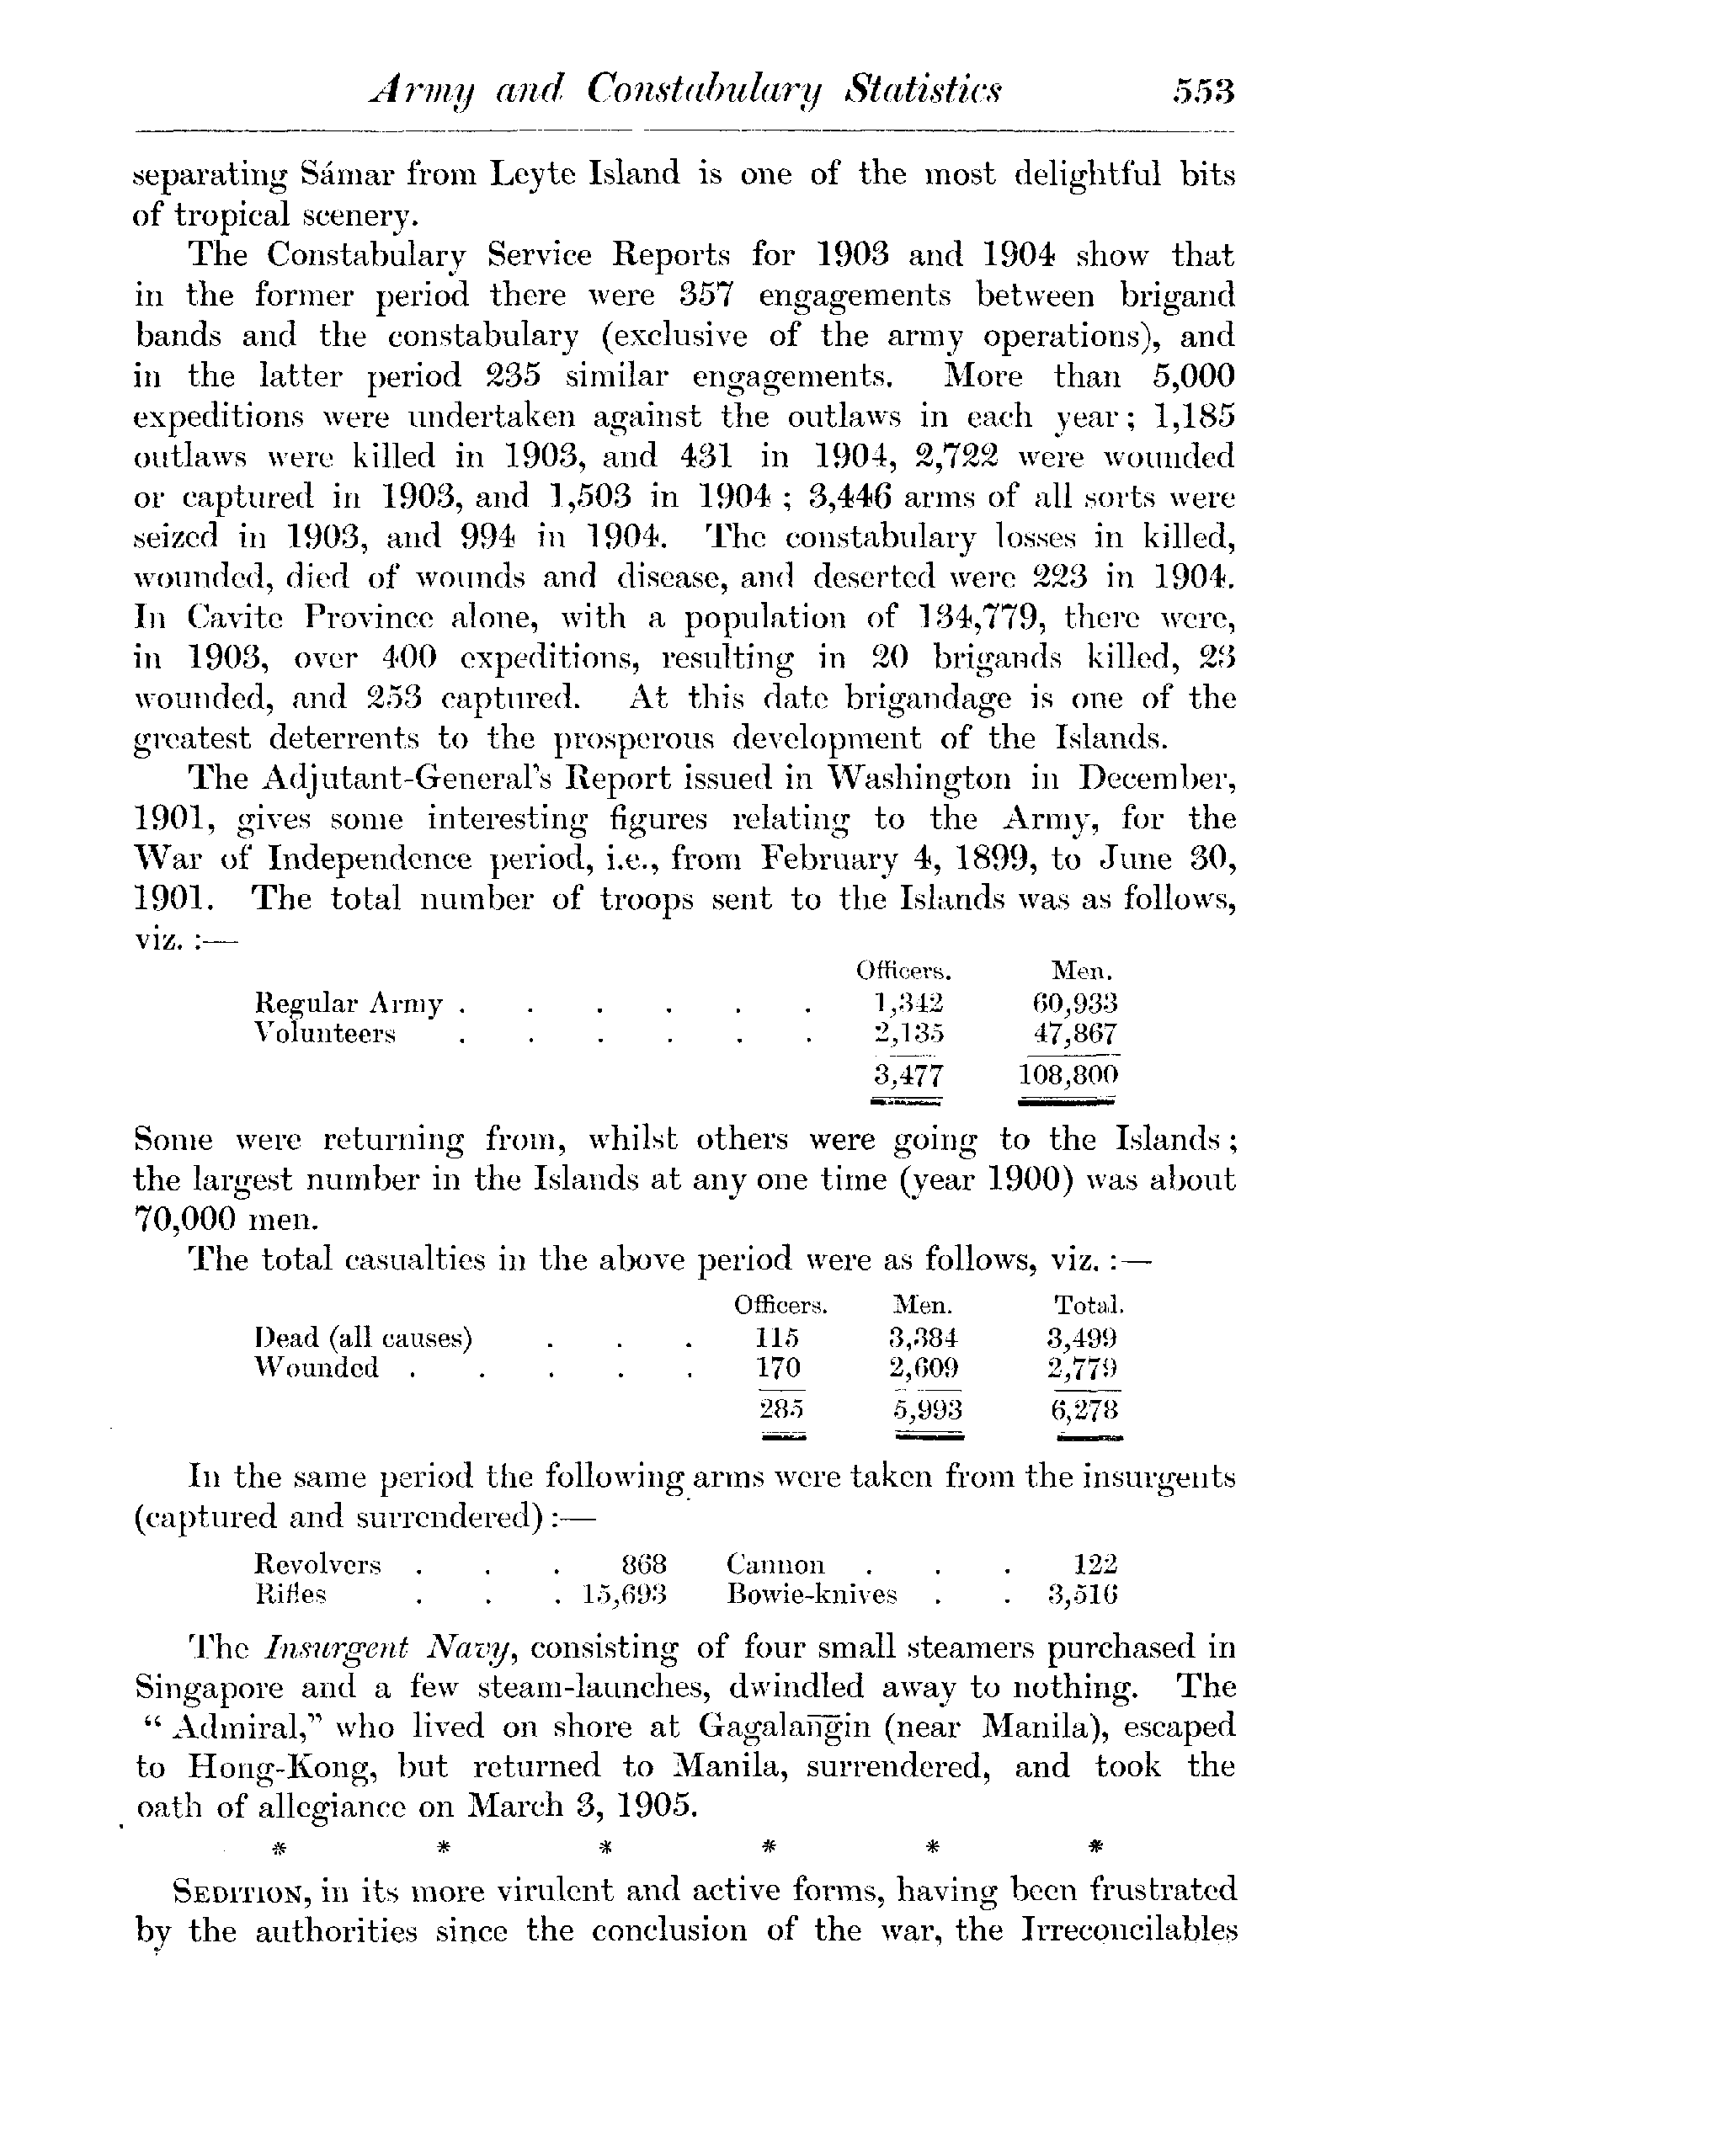 Army and Constabulary Statistics 553
separating Sámar from Leyte Island is one of the most delightful bits
of tropical scenery.
The Constabulary Service Reports for 1903 and 1904 show that
in the former period there were 357 engagements between brigand
bands and the constabulary (exclusive of the army operations), and
in the latter period 235 similar engagements. More than 5,000
expeditions were undertaken against the outlaws in each year; 1,185
outlaws were killed in 1903, and 431 in 1904, 2,722 were wounded
or captured in 1903, and 1,503 in 1904; 3,446 arms of all sorts were
seized in 1903, and 994 in 1904. The constabulary losses in killed,
wounded, died of wounds and disease, and deserted were 223 in 1904.
In Cavite Province alone, with a population of 134,779, there were,
in 1903, over 400 expeditions, resulting in 20 brigands killed, 23
wounded, and 253 captured. At this date brigandage is one of the
greatest deterrents to the prosperous development of the Islands.
The Adjutant-General's Report issued in Washington in December,
1901, gives some interesting figures relating to the Army, for the
War of Independence period, i.e., from February 4, 1899, to June 30,
1901. The total number of troops sent to the Islands was as follows,
viz. :—
Officers. Men.
Regular Army . . . . . . 1,342 60,933
Volunteers . . . . . . 2,135 47,867
3,477 108,800
Some were returning from, whilst others were going to the Islands;
the largest number in the Islands at any one time (year 1900) was about
70,000 men.
The total casualties in the above period were as follows, viz. :—
Officers. Men. Total.
Dead (all causes) . . . 115 3,384 3,499
Wounded . . . . . 170 2,609 2,779
285 5,993 6,278
In the same period the following arms were taken from the insurgents
(captured and surrendered) :—
Revolvers . . . 868 Cannon . . . 122
Rifles . . . 15,693 Bowie-knives . . 3,516
The Insurgent Navy, consisting of four small steamers purchased in
Singapore and a few steam-launches, dwindled away to nothing. The
"Admiral," who lived on shore at Gagalan͠gin (near Manila), escaped
to Hong-Kong, but returned to Manila, surrendered, and took the
oath of allegiance on March 3, 1905.
* * * * * *
SEDITION, in its more virulent and active forms, having been frustrated
by the authorities since the conclusion of the war, the Irreconcilables